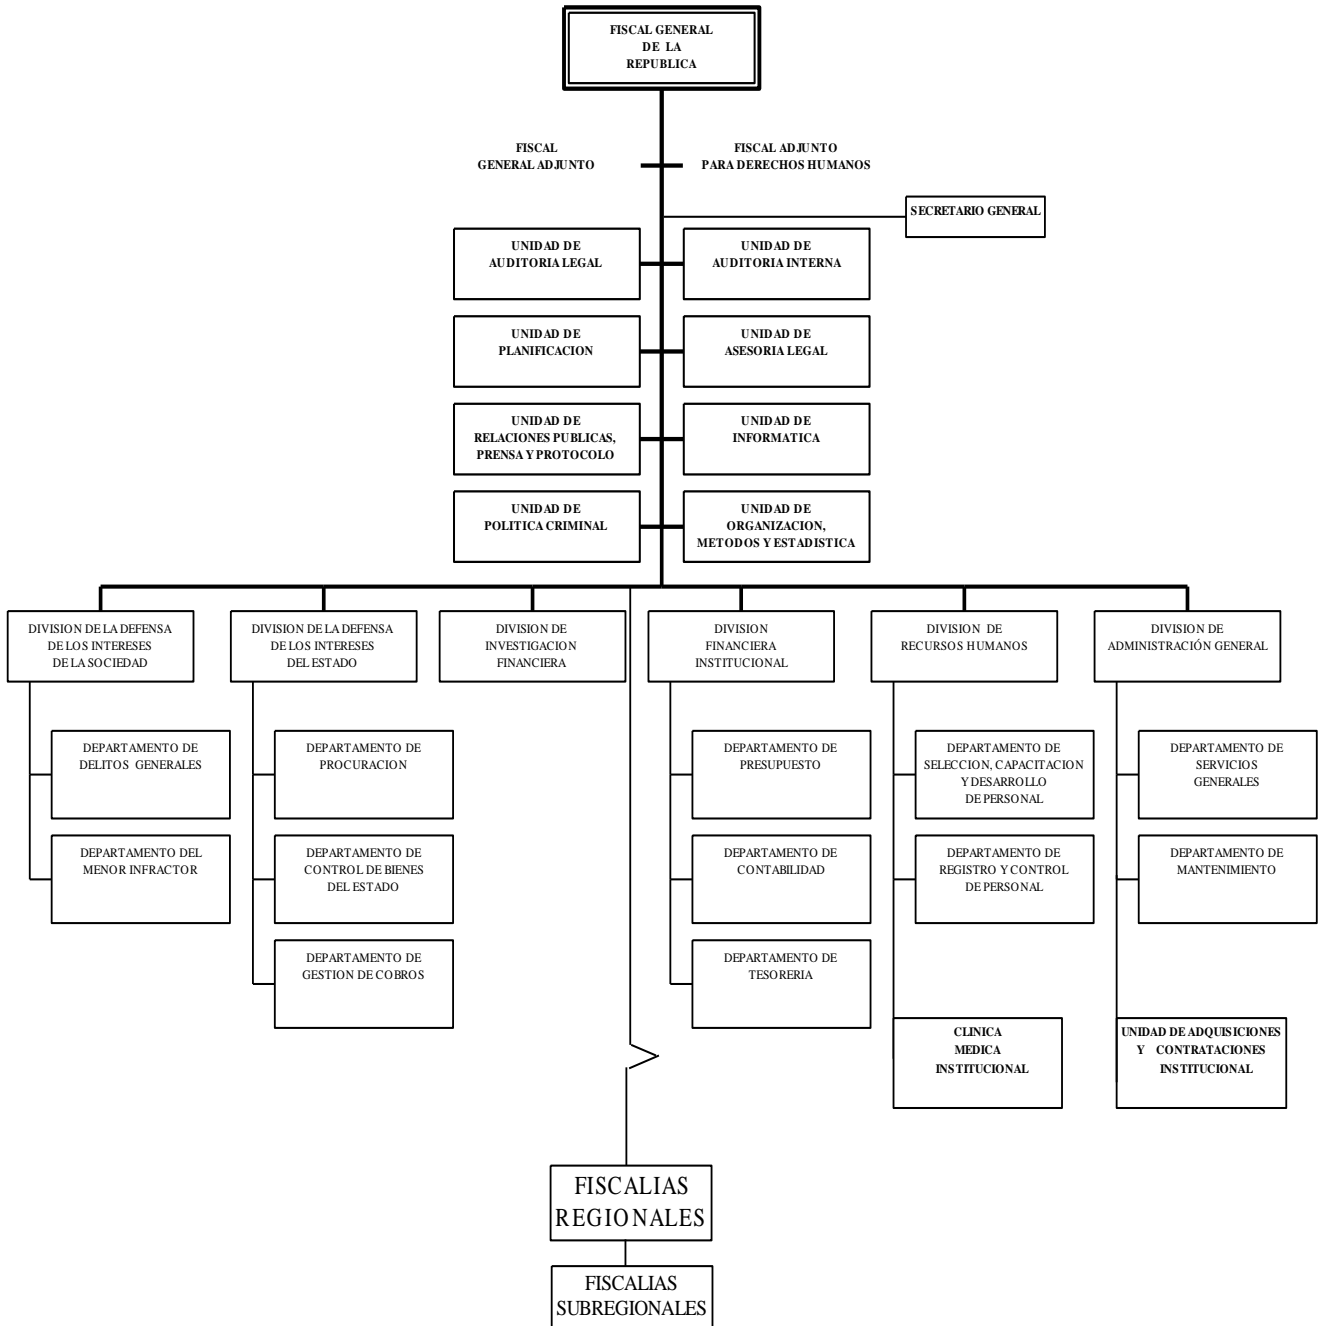 FISCAL GENERAL
DE LA
REPUBLICA
FISCAL
GENERAL ADJUNTO
FISCAL ADJUNTO
PARA DERECHOS HUMANOS
SECRETARIO GENERAL
UNIDAD DE
AUDITORIA LEGAL
UNIDAD DE
AUDITORIA INTERNA
UNIDAD DE
PLANIFICACION
UNIDAD DE
ASESORIA LEGAL
UNIDAD DE
RELACIONES PUBLICAS,
PRENSA Y PROTOCOLO
UNIDAD DE
INFORMATICA
UNIDAD DE
POLITICA CRIMINAL
UNIDAD DE
ORGANIZACION,
METODOS Y ESTADISTICA
DIVISION DE LA DEFENSA
DE LOS INTERESES
DE LA SOCIEDAD
DIVISION DE LA DEFENSA
DE LOS INTERESES
DEL ESTADO
DIVISION DE
INVESTIGACION
FINANCIERA
DIVISION
FINANCIERA
INSTITUCIONAL
DIVISION DE
RECURSOS HUMANOS
DIVISION DE
ADMINISTRACIÓN GENERAL
DEPARTAMENTO DE
DELITOS GENERALES
DEPARTAMENTO DE
PROCURACION
DEPARTAMENTO DE
PRESUPUESTO
DEPARTAMENTO DE
SELECCION, CAPACITACION
Y DESARROLLO
DE PERSONAL
DEPARTAMENTO DE
SERVICIOS
GENERALES
DEPARTAMENTO DEL
MENOR INFRACTOR
DEPARTAMENTO DE
CONTROL DE BIENES
DEL ESTADO
DEPARTAMENTO DE
CONTABILIDAD
DEPARTAMENTO DE
REGISTRO Y CONTROL
DE PERSONAL
DEPARTAMENTO DE
MANTENIMIENTO
DEPARTAMENTO DE
GESTION DE COBROS
DEPARTAMENTO DE
TESORERIA
CLINICA
MEDICA
INSTITUCIONAL
UNIDAD DE ADQUISICIONES
Y CONTRATACIONES
INSTITUCIONAL
FISCALIAS
REGIONALES
FISCALIAS
SUBREGIONALES